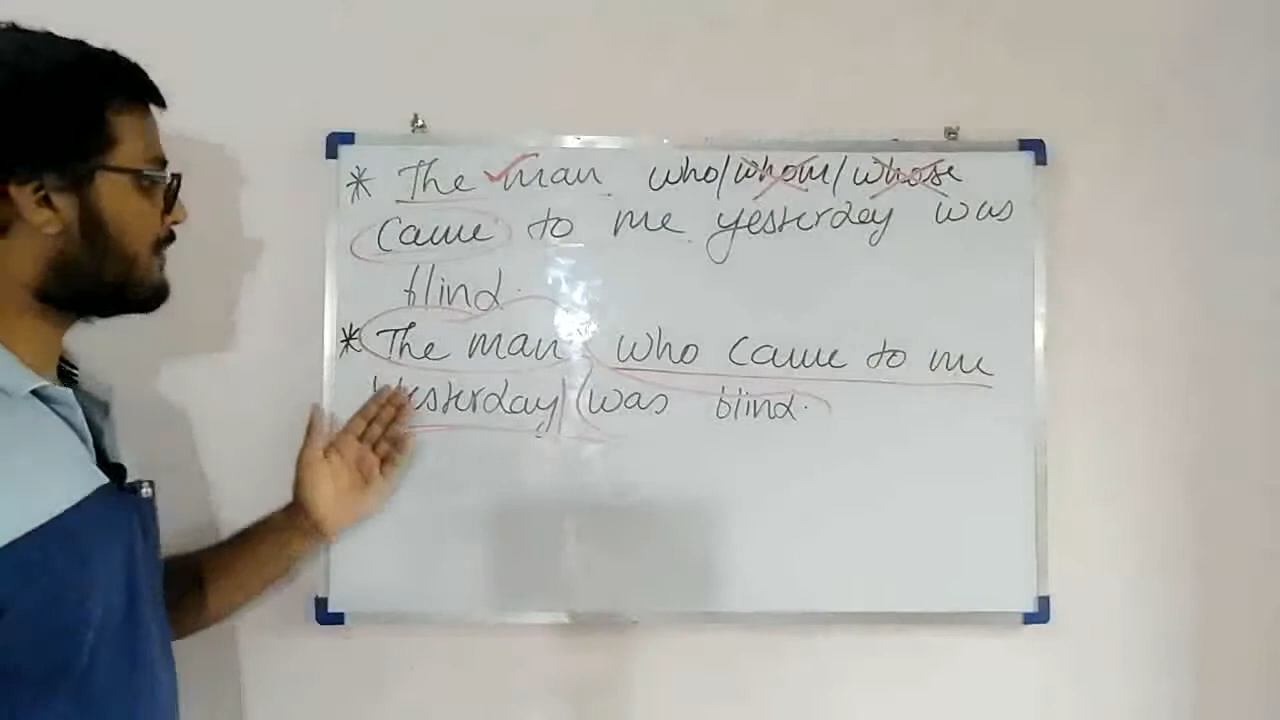 * The man who/whom/whose
came to me yesterday was
blind.
* The man who came to me
yesterday was blind.